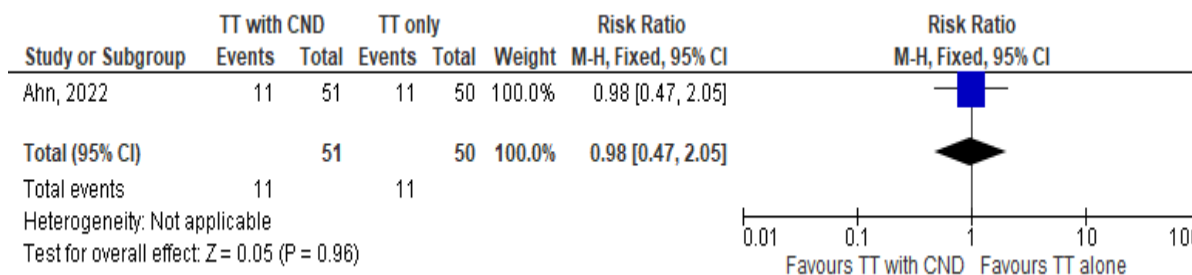 TT with CND TT only Risk Ratio Risk Ratio
Study or Subgroup Events Total Events Total Weight M-H, Fixed, 95% CI M-H, Fixed, 95% CI
Ahn, 2022 11 51 11 50 100.0% 0.98 [0.47, 2.05]
Total (95% CI) 51 50 100.0% 0.98 [0.47, 2.05]
Total events 11 11
Heterogeneity: Not applicable
Test for overall effect: Z = 0.05 (P = 0.96)
0.01 0.1 1 10 100
Favours TT with CND Favours TT alone